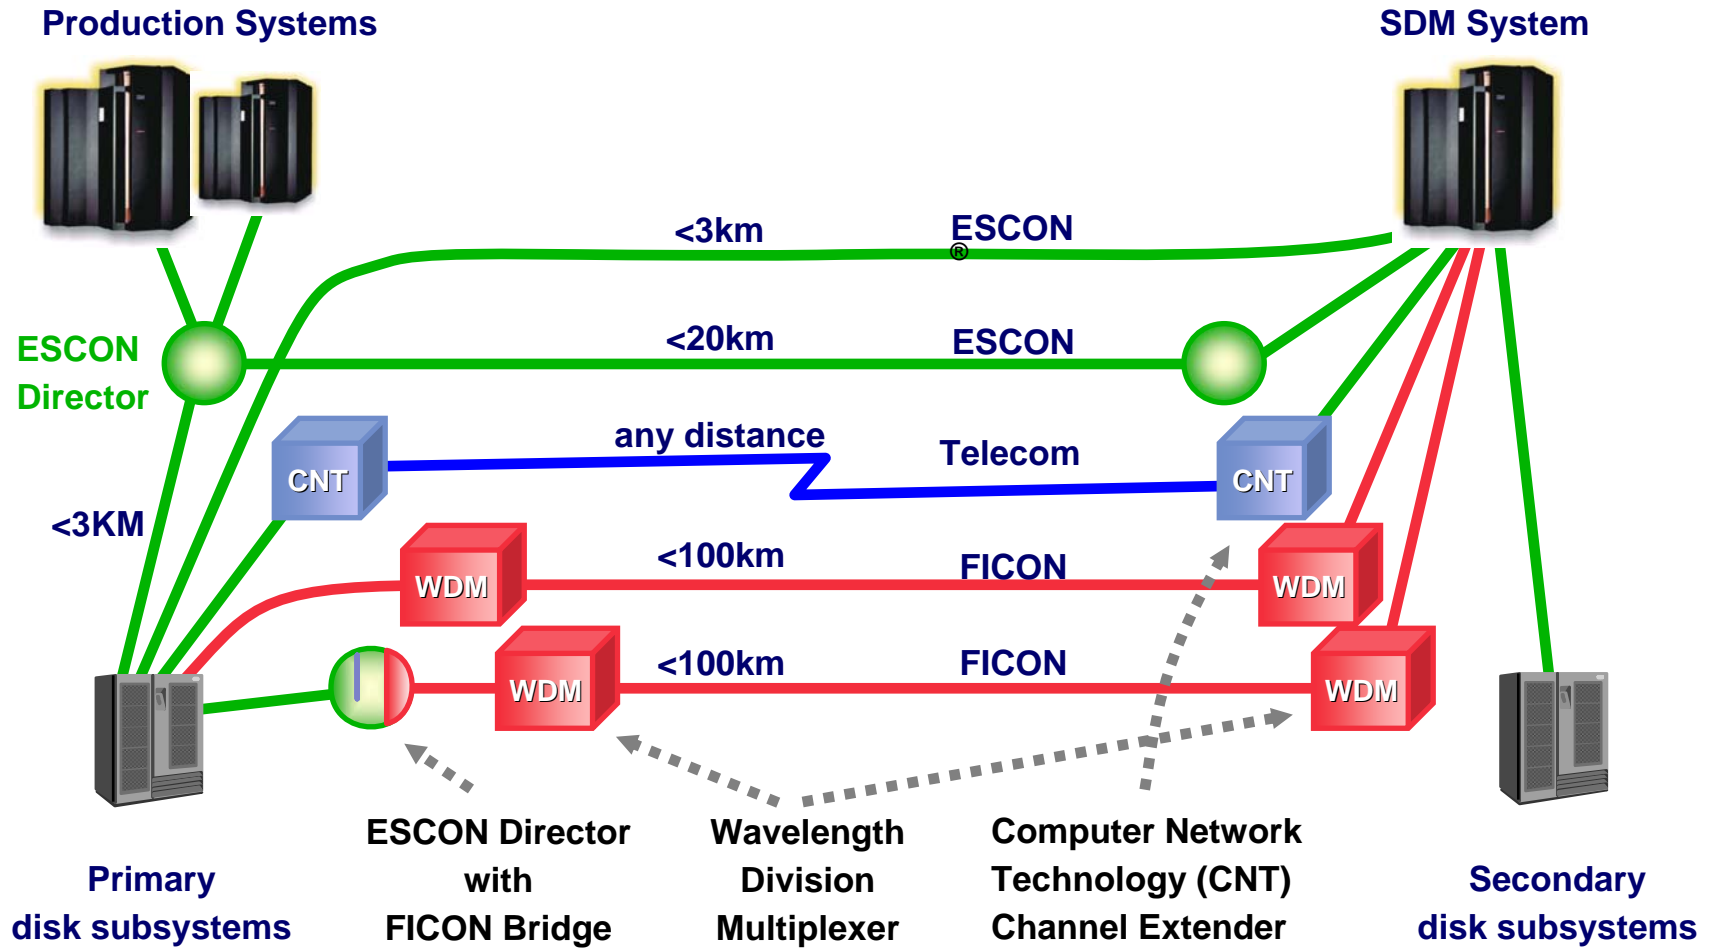 Production Systems
SDM System
<3km
ESCON
®
<20km
ESCON
ESCON
Director
any distance
Telecom
CNT
CNT
<3KM
<100km
FICON
WDM
WDM
<100km
FICON
WDM
WDM
ESCON Director
with
FICON Bridge
Wavelength
Division
Multiplexer
Computer Network
Technology (CNT)
Channel Extender
Primary
disk subsystems
Secondary
disk subsystems